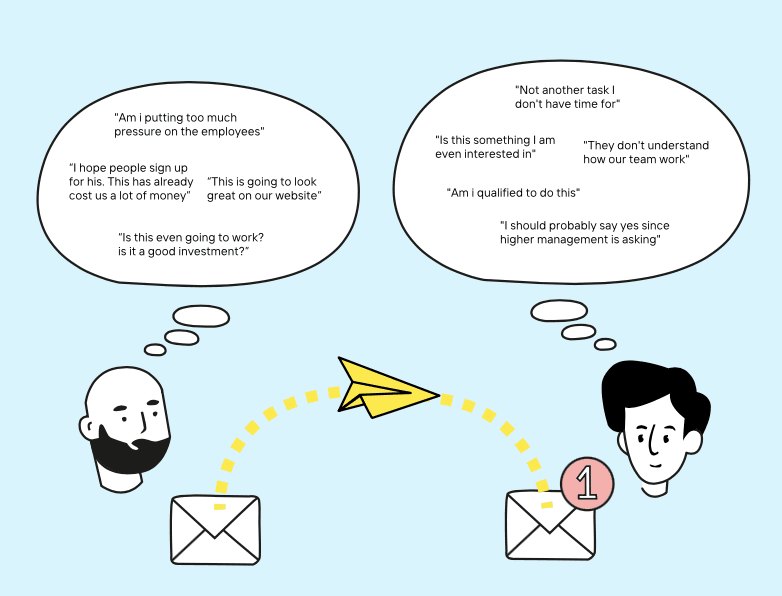 "Am i putting too much
pressure on the employees"
"I hope people sign up
for his. This has already
cost us a lot of money"
"This is going to look
great on our website"
"Is this even going to work?
is it a good investment?"
"Not another task I
don't have time for"
"Is this something I am
even interested in"
"They don't understand
how our team work"
"Am i qualified to do this"
"I should probably say yes since
higher management is asking"
1